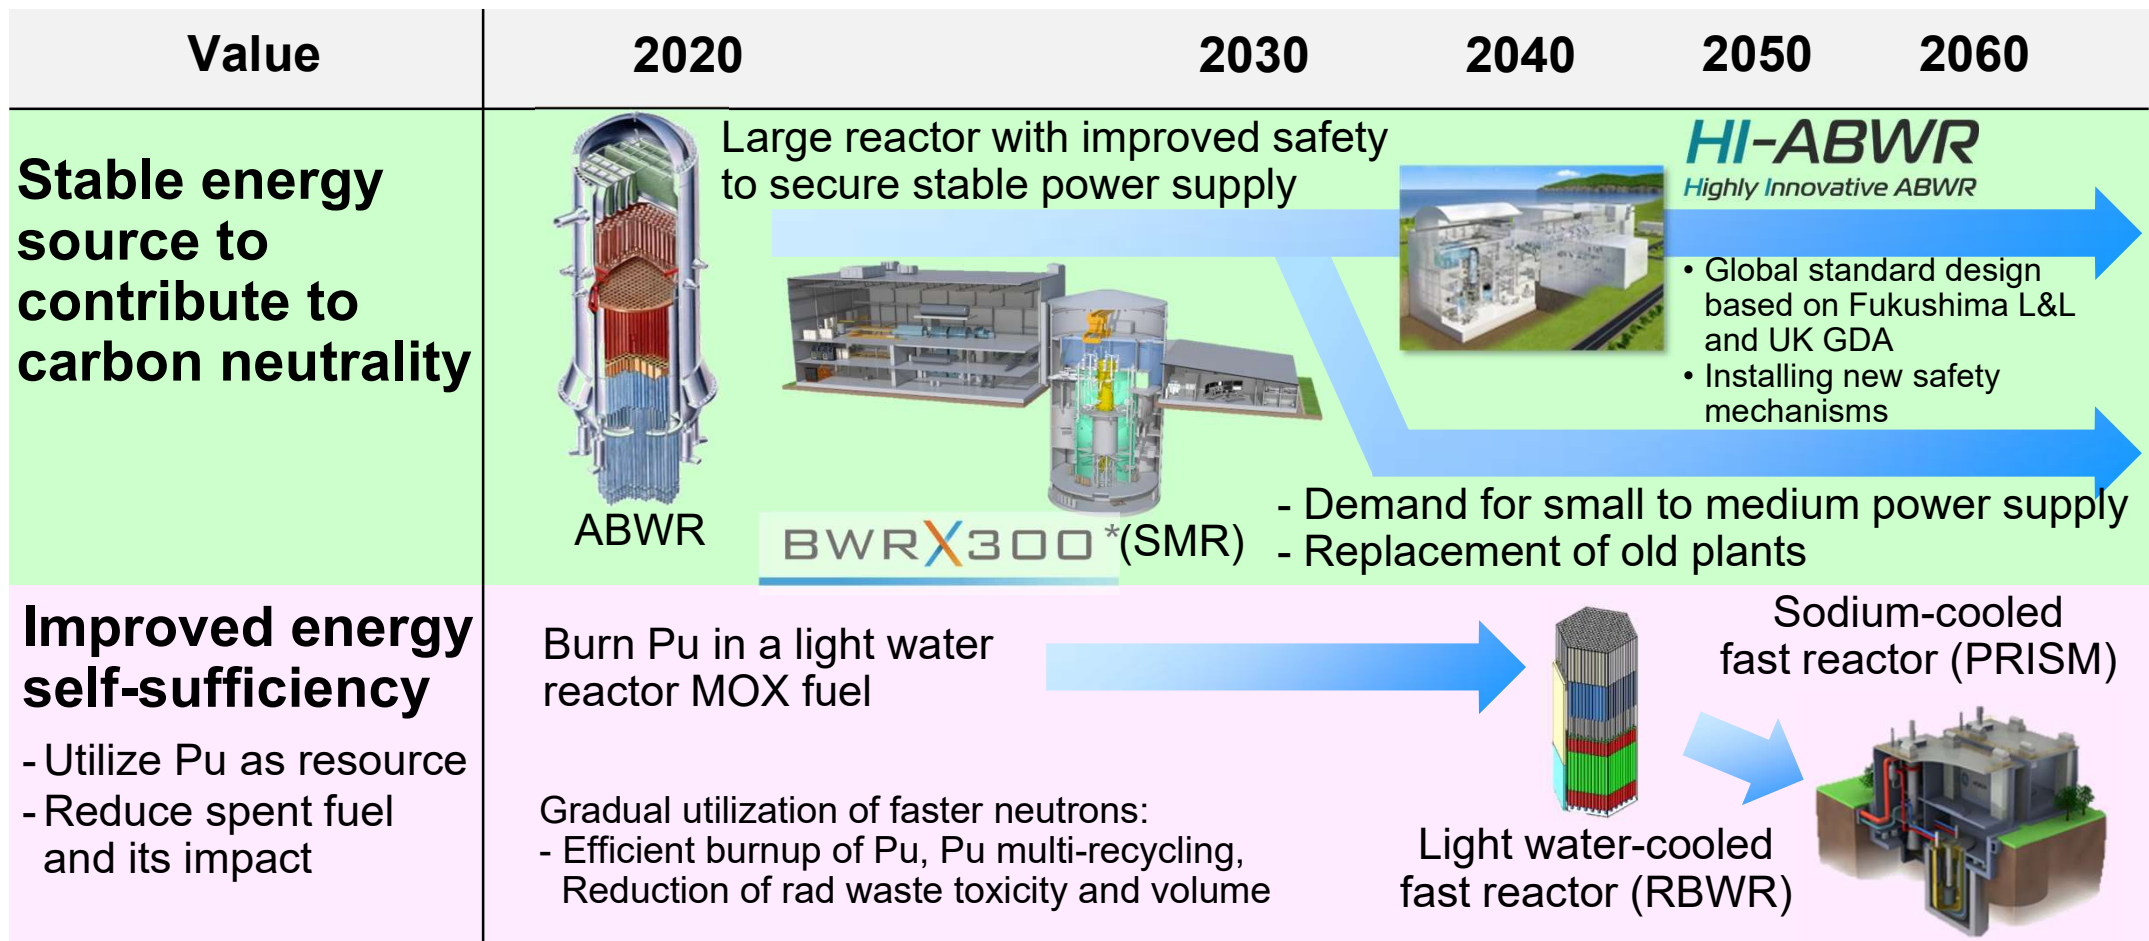 Value
2020
2030
2040
2050
2060
Stable energy
source to
contribute to
carbon neutrality
Large reactor with improved safety
to secure stable power supply
HI-ABWR
Highly Innovative ABWR
• Global standard design
based on Fukushima L&L
and UK GDA
• Installing new safety
mechanisms
ABWR
BWRX300 *(SMR)
- Demand for small to medium power supply
- Replacement of old plants
Improved energy
self-sufficiency
- Utilize Pu as resource
- Reduce spent fuel
and its impact
Burn Pu in a light water
reactor MOX fuel
Gradual utilization of faster neutrons:
- Efficient burnup of Pu, Pu multi-recycling,
Reduction of rad waste toxicity and volume
Light water-cooled
fast reactor (RBWR)
Sodium-cooled
fast reactor (PRISM)